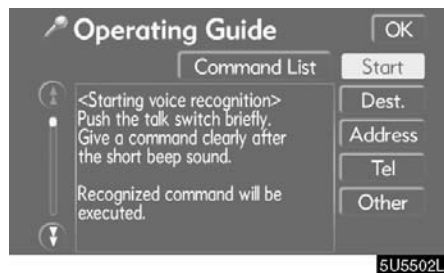 Operating Guide
OK
Command List
Start
<Starting voice recognition>
Push the talk switch briefly.
Give a command clearly after
the short beep sound.
Recognized command will be
executed.
Dest.
Address
Tel
Other
5U5502L